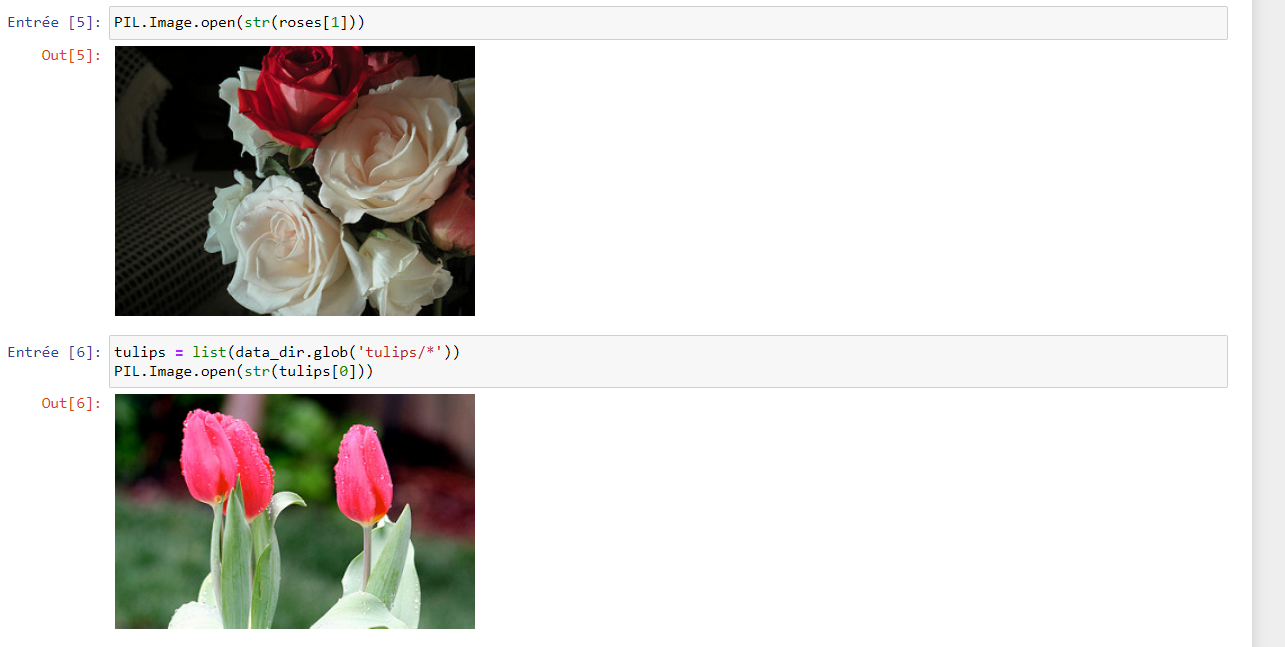 Entrée [5]: PIL.Image.open(str(roses[1]))
Out[5]:
Entrée [6]: tulips = list(data_dir.glob('tulips/*'))
PIL.Image.open(str(tulips[0]))
Out[6]: